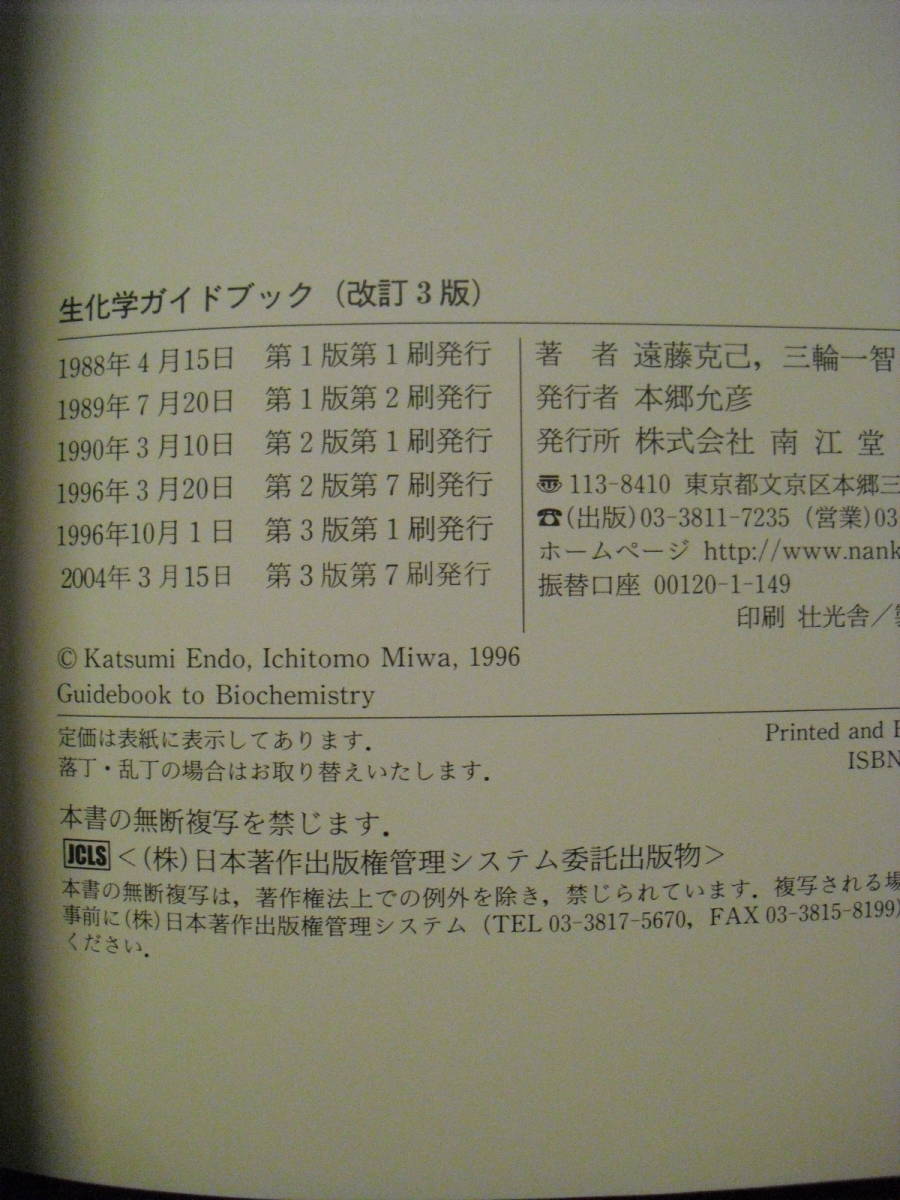 生化学ガイドブック（改訂3版）
1988年4月15日 第1版第1刷発行
1989年7月20日 第1版第2刷発行
1990年3月10日 第2版第1刷発行
1996年3月20日 第2版第7刷発行
1996年10月1日 第3版第1刷発行
2004年3月15日 第3版第7刷発行
著 者 遠藤克己，三輪一智
発行者 本郷允彦
発行所 株式会社 南江堂
〠113-8410 東京都文京区本郷三
☎(出版)03-3811-7235 (営業)03
ホームページ http://www.nank
振替口座 00120-1-149
印刷 壮光舎／
© Katsumi Endo, Ichitomo Miwa, 1996
Guidebook to Biochemistry
定価は表紙に表示してあります．
落丁・乱丁の場合はお取り替えいたします．
Printed and
ISBN
本書の無断複写を禁じます．
JCLS ＜(株)日本著作出版権管理システム委託出版物＞
本書の無断複写は，著作権法上での例外を除き，禁じられています．複写される場
事前に(株)日本著作出版権管理システム (TEL 03-3817-5670, FAX 03-3815-8199)
ください．